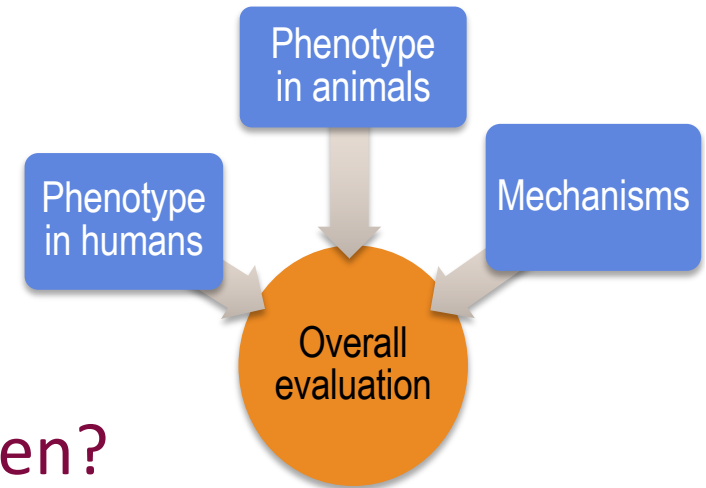 Phenotype
in animals
Phenotype
in humans
Mechanisms
Overall
evaluation
en?